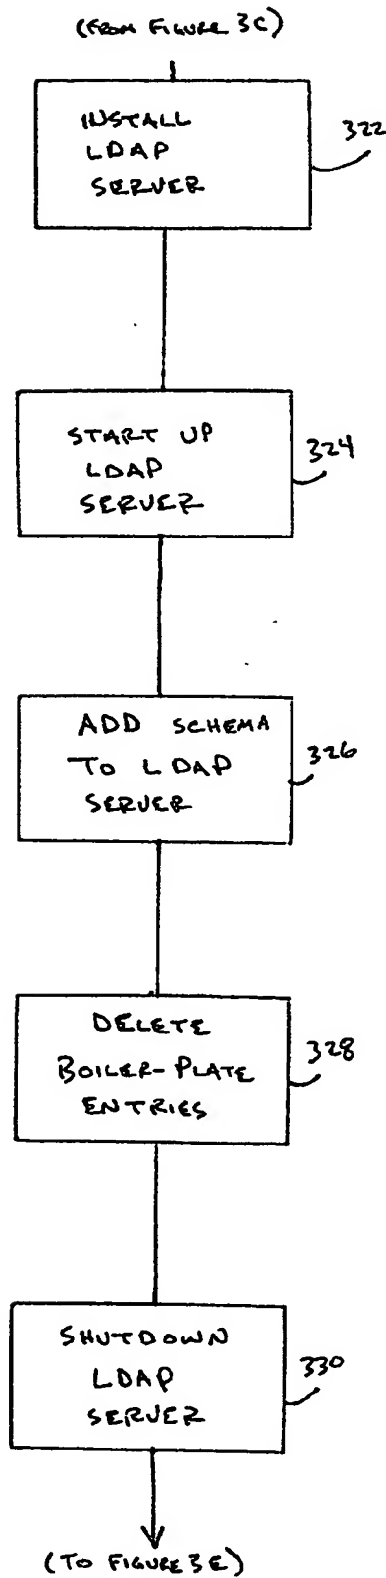 (FROM FIGURE 3C)
INSTALL
LDAP
SERVER
322
START UP
LDAP
SERVER
324
ADD SCHEMA
TO LDAP
SERVER
326
DELETE
BOILER-PLATE
ENTRIES
328
SHUTDOWN
LDAP
SERVER
330
(TO FIGURE 3E)